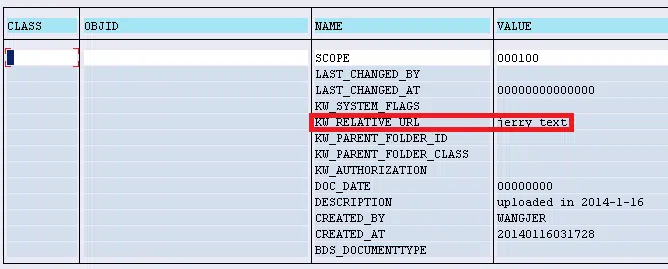 CLASS OBJID NAME VALUE
SCOPE 000100
LAST_CHANGED_BY
LAST_CHANGED_AT 00000000000000
KW_SYSTEM_FLAGS
KW_RELATIVE_URL jerry text
KW_PARENT_FOLDER_ID
KW_PARENT_FOLDER_CLASS
KW_AUTHORIZATION
DOC_DATE 00000000
DESCRIPTION uploaded in 2014-1-16
CREATED_BY WANGJER
CREATED_AT 20140116031728
BDS_DOCUMENTTYPE